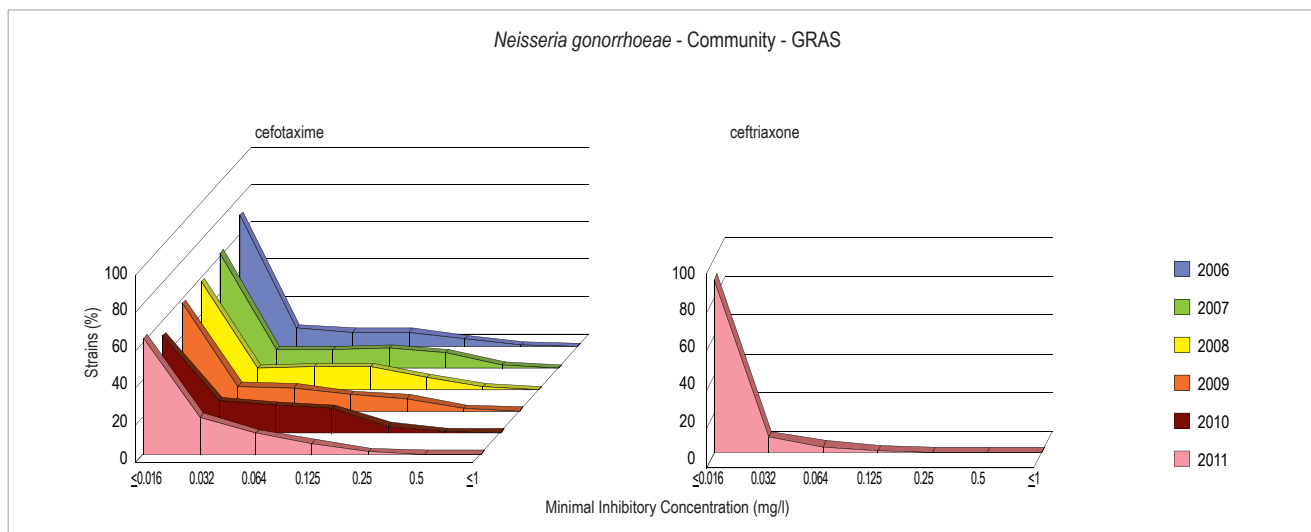 Neisseria gonorrhoeae - Community - GRAS
cefotaxime
ceftriaxone
100
80
60
40
20
0
Strains (%)
≤0.016 0.032 0.064 0.125 0.25 0.5 ≤1
100
80
60
40
20
0
≤0.016 0.032 0.064 0.125 0.25 0.5 ≤1
Minimal Inhibitory Concentration (mg/l)
2006
2007
2008
2009
2010
2011